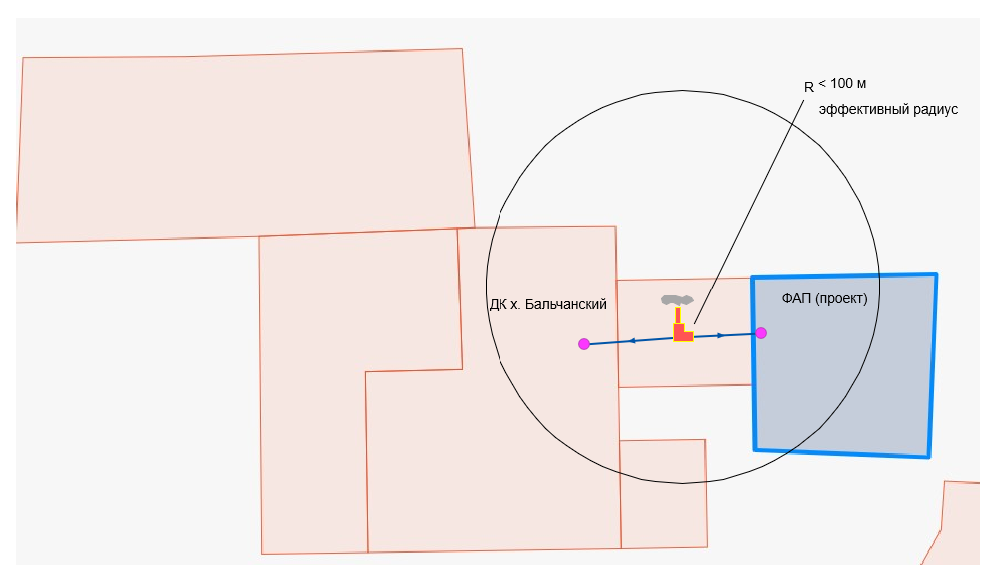 R < 100 м
эффективный радиус
ДК х. Бальчанский
ФАП (проект)